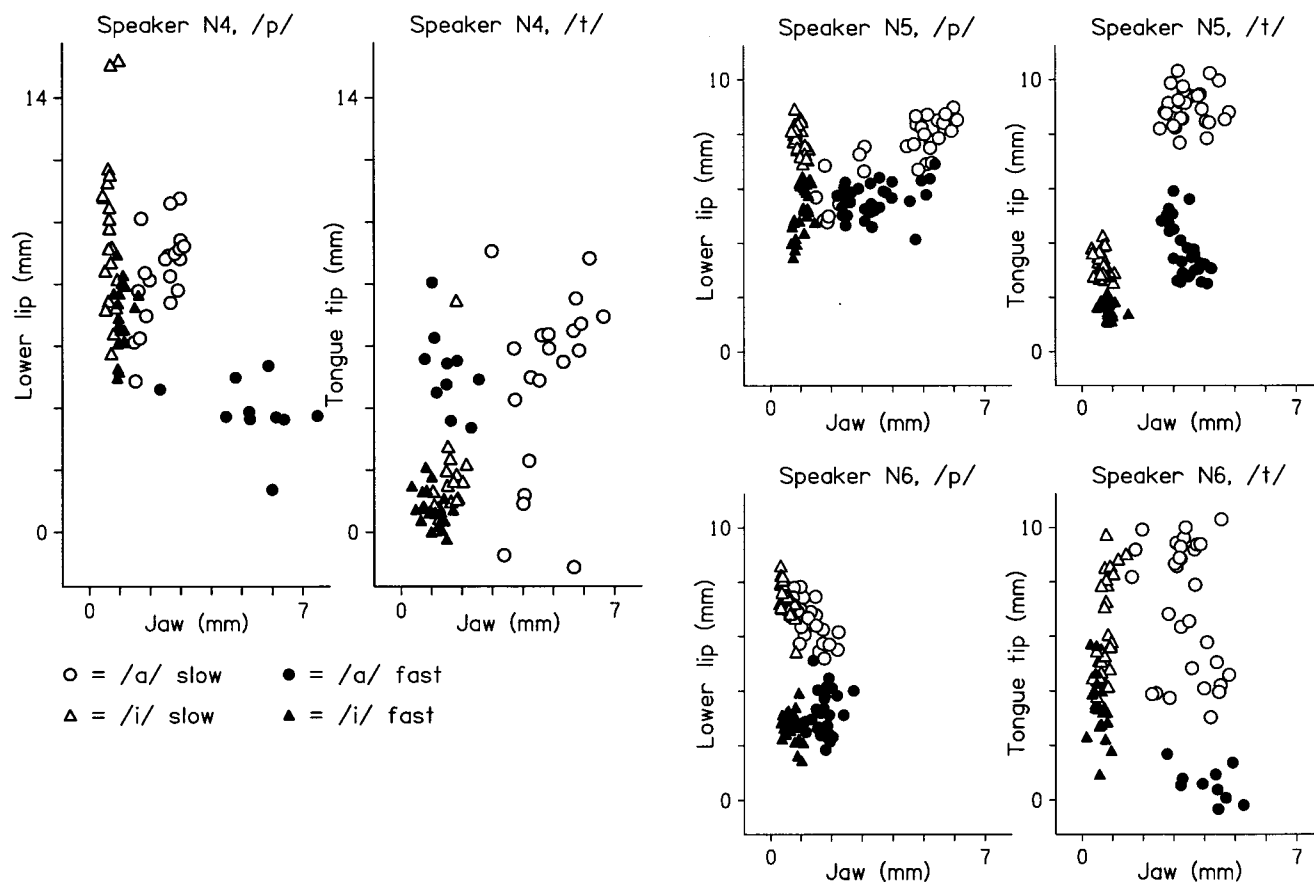 Speaker N4, /p/
14
0
Lower lip (mm)
0 7
Jaw (mm)
Speaker N4, /t/
14
0
Tongue tip (mm)
0 7
Jaw (mm)
○ = /a/ slow ● = /a/ fast
△ = /i/ slow ▲ = /i/ fast
Speaker N5, /p/
10
0
Lower lip (mm)
0 7
Jaw (mm)
Speaker N5, /t/
10
0
Tongue tip (mm)
0 7
Jaw (mm)
Speaker N6, /p/
10
0
Lower lip (mm)
0 7
Jaw (mm)
Speaker N6, /t/
10
0
Tongue tip (mm)
0 7
Jaw (mm)